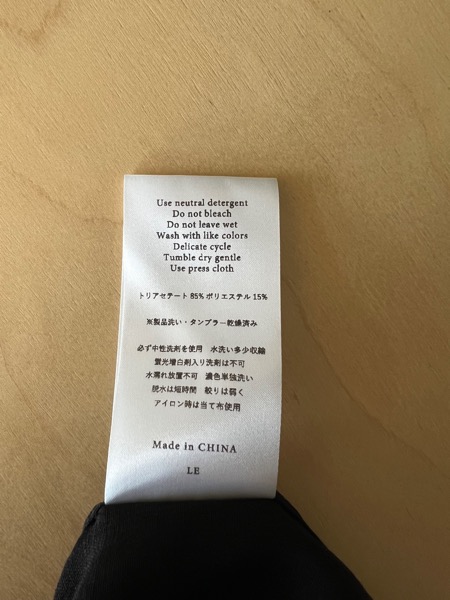 Use neutral detergent
Do not bleach
Do not leave wet
Wash with like colors
Delicate cycle
Tumble dry gentle
Use press cloth
トリアセテート 85% ポリエステル 15%
※製品洗い・タンブラー乾燥済み
必ず中性洗剤を使用 水洗い多少収縮
蛍光増白剤入り洗剤は不可
水濡れ放置不可 濃色単独洗い
脱水は短時間 絞りは弱く
アイロン時は当て布使用
Made in CHINA
LE